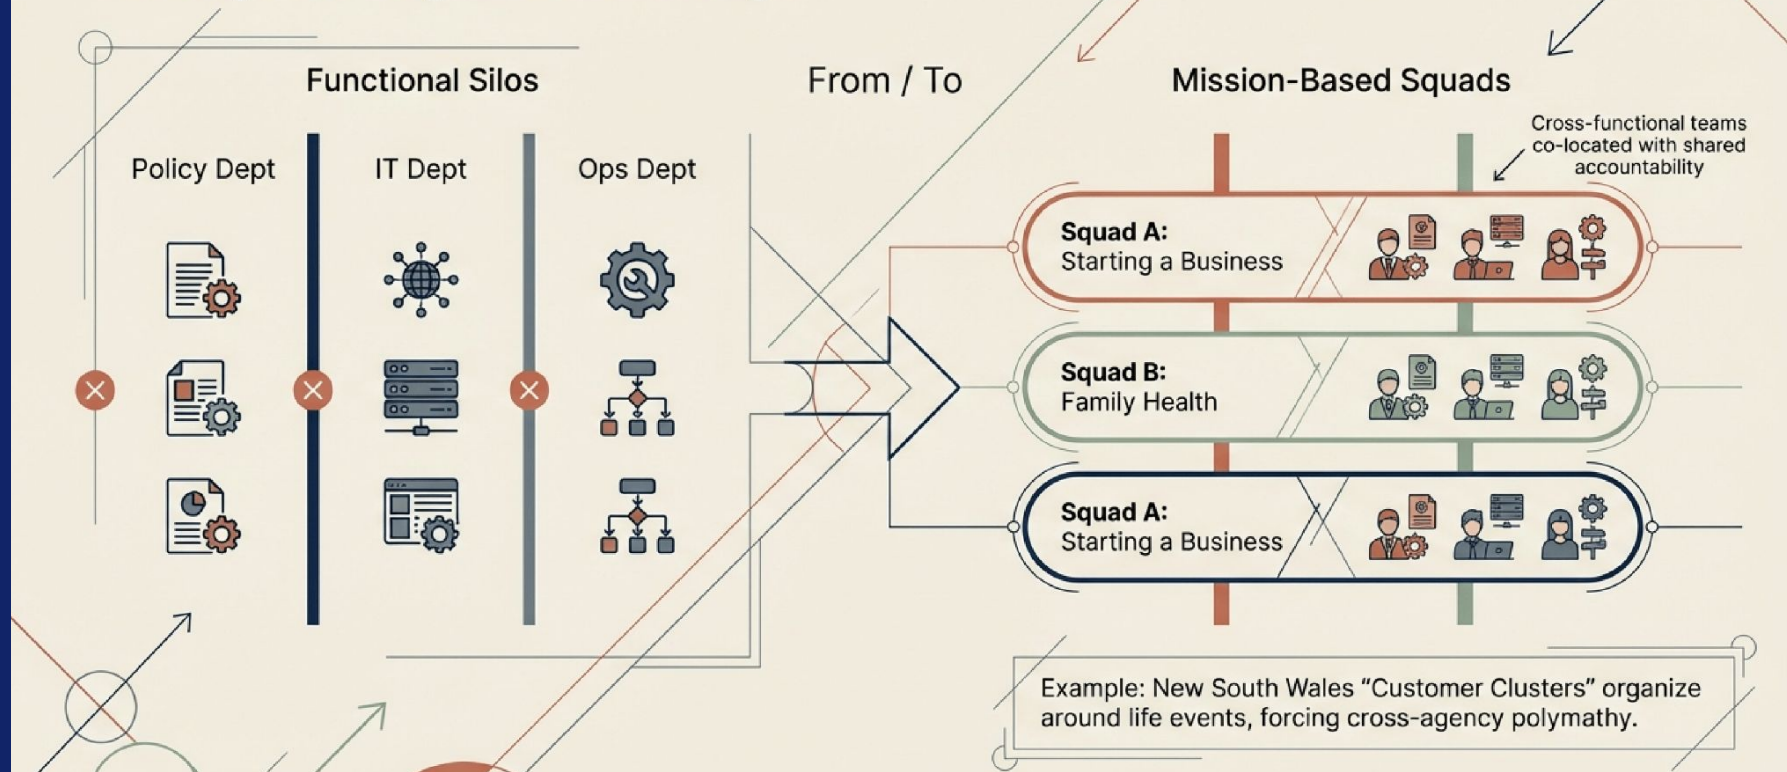 Functional Silos
From / To
Mission-Based Squads
Policy Dept
IT Dept
Ops Dept
Cross-functional teams
co-located with shared
accountability
Squad A:
Starting a Business
Squad B:
Family Health
Squad A:
Starting a Business
Example: New South Wales “Customer Clusters” organize
around life events, forcing cross-agency polymathy.